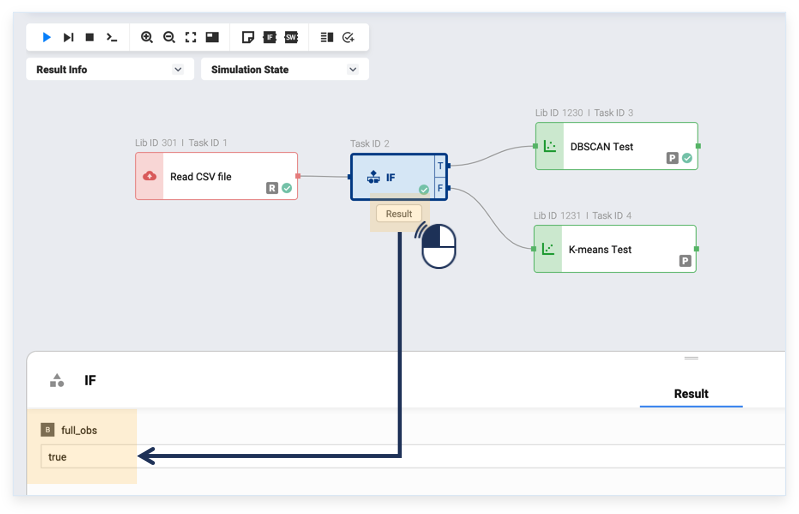 IF
SW
Result Info
Simulation State
Lib ID 301 | Task ID 1
Read CSV file
R
Task ID 2
IF
T
F
Result
Lib ID 1230 | Task ID 3
DBSCAN Test
P
Lib ID 1231 | Task ID 4
K-means Test
P
IF
Result
B
full_obs
true